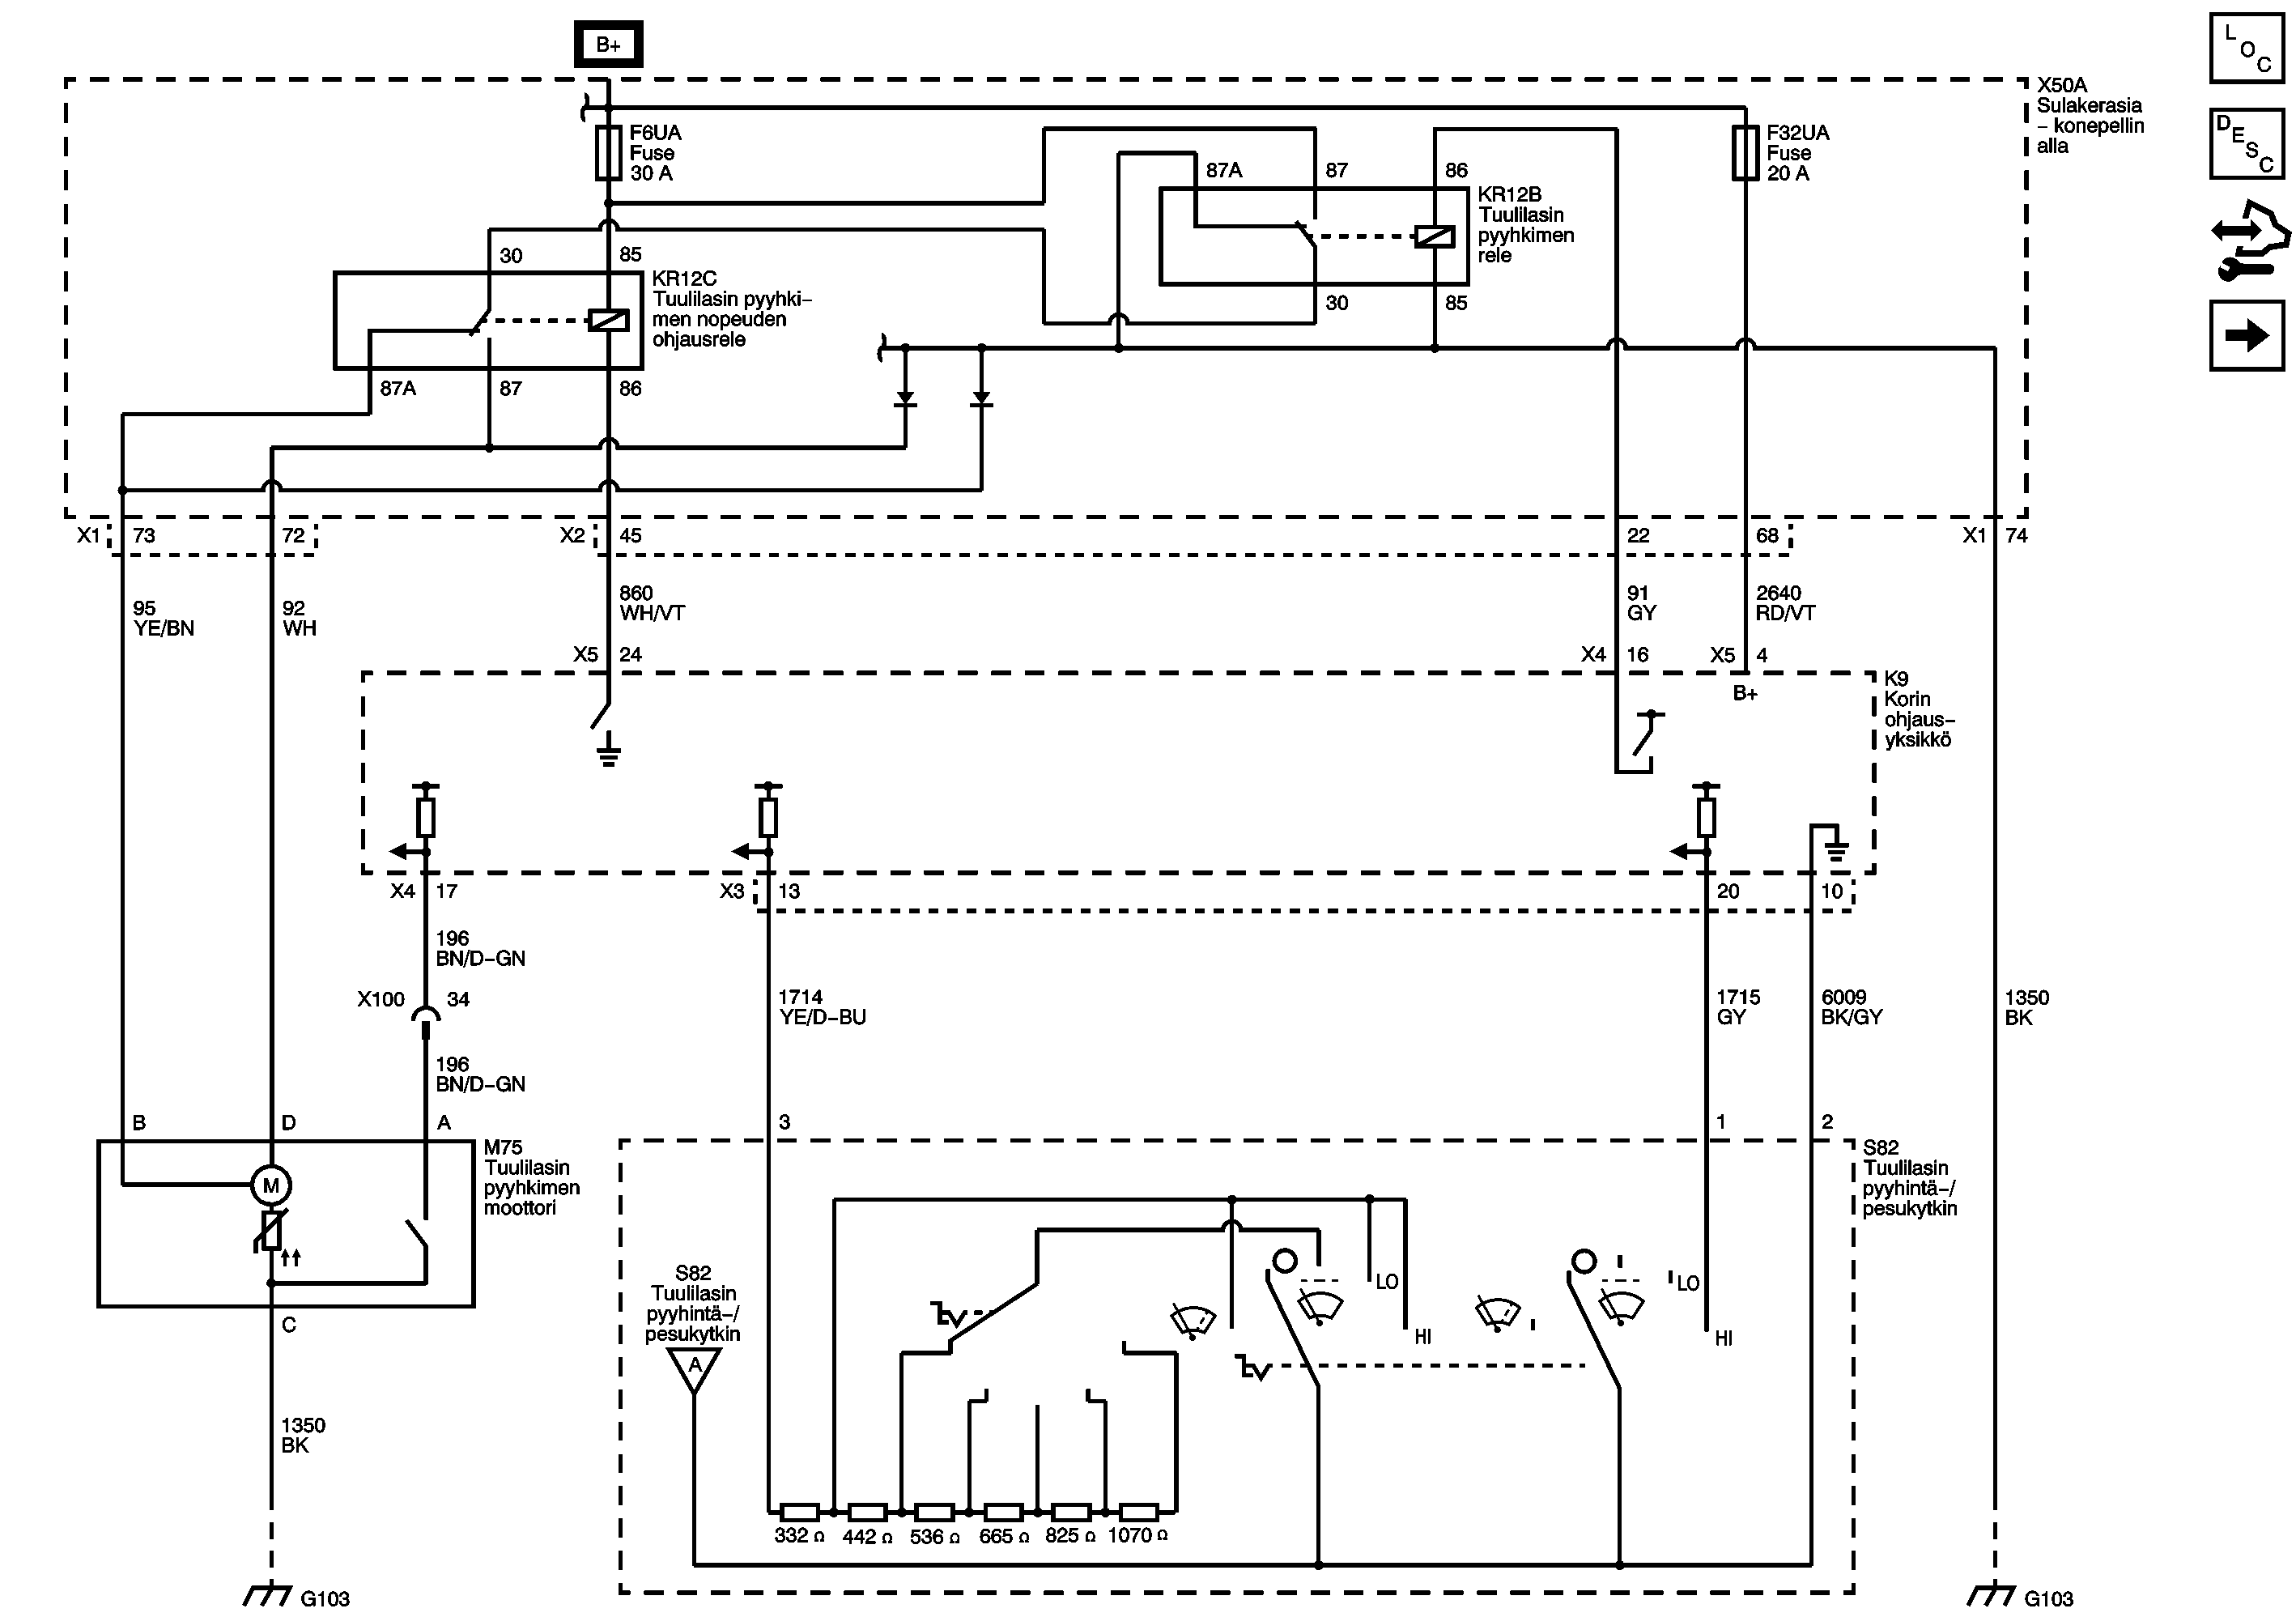 B+
L
O
C
D
E
S
C
X50A
Sulakerasia
– konepellin
alla
F6UA
Fuse
30 A
F32UA
Fuse
20 A
87A
87
86
KR12B
Tuulilasin
pyyhkimen
rele
30
85
30
85
KR12C
Tuulilasin pyyhki–
men nopeuden
ohjausrele
87A
87
86
X1
73
72
X2
45
22
68
X1
74
95
YE/BN
92
WH
860
WH/VT
91
GY
2640
RD/VT
X5
24
X4
16
X5
4
B+
K9
Korin
ohjaus–
yksikkö
X4
17
X3
13
20
10
196
BN/D–GN
X100
34
196
BN/D–GN
1714
YE/D–BU
1715
GY
6009
BK/GY
1350
BK
B
D
A
3
1
2
M75
Tuulilasin
pyyhkimen
moottori
M
C
S82
Tuulilasin
pyyhintä–/
pesukytkin
S82
Tuulilasin
pyyhintä–/
pesukytkin
A
LO
HI
LO
HI
332 Ω
442 Ω
536 Ω
665 Ω
825 Ω
1070 Ω
1350
BK
G103
G103